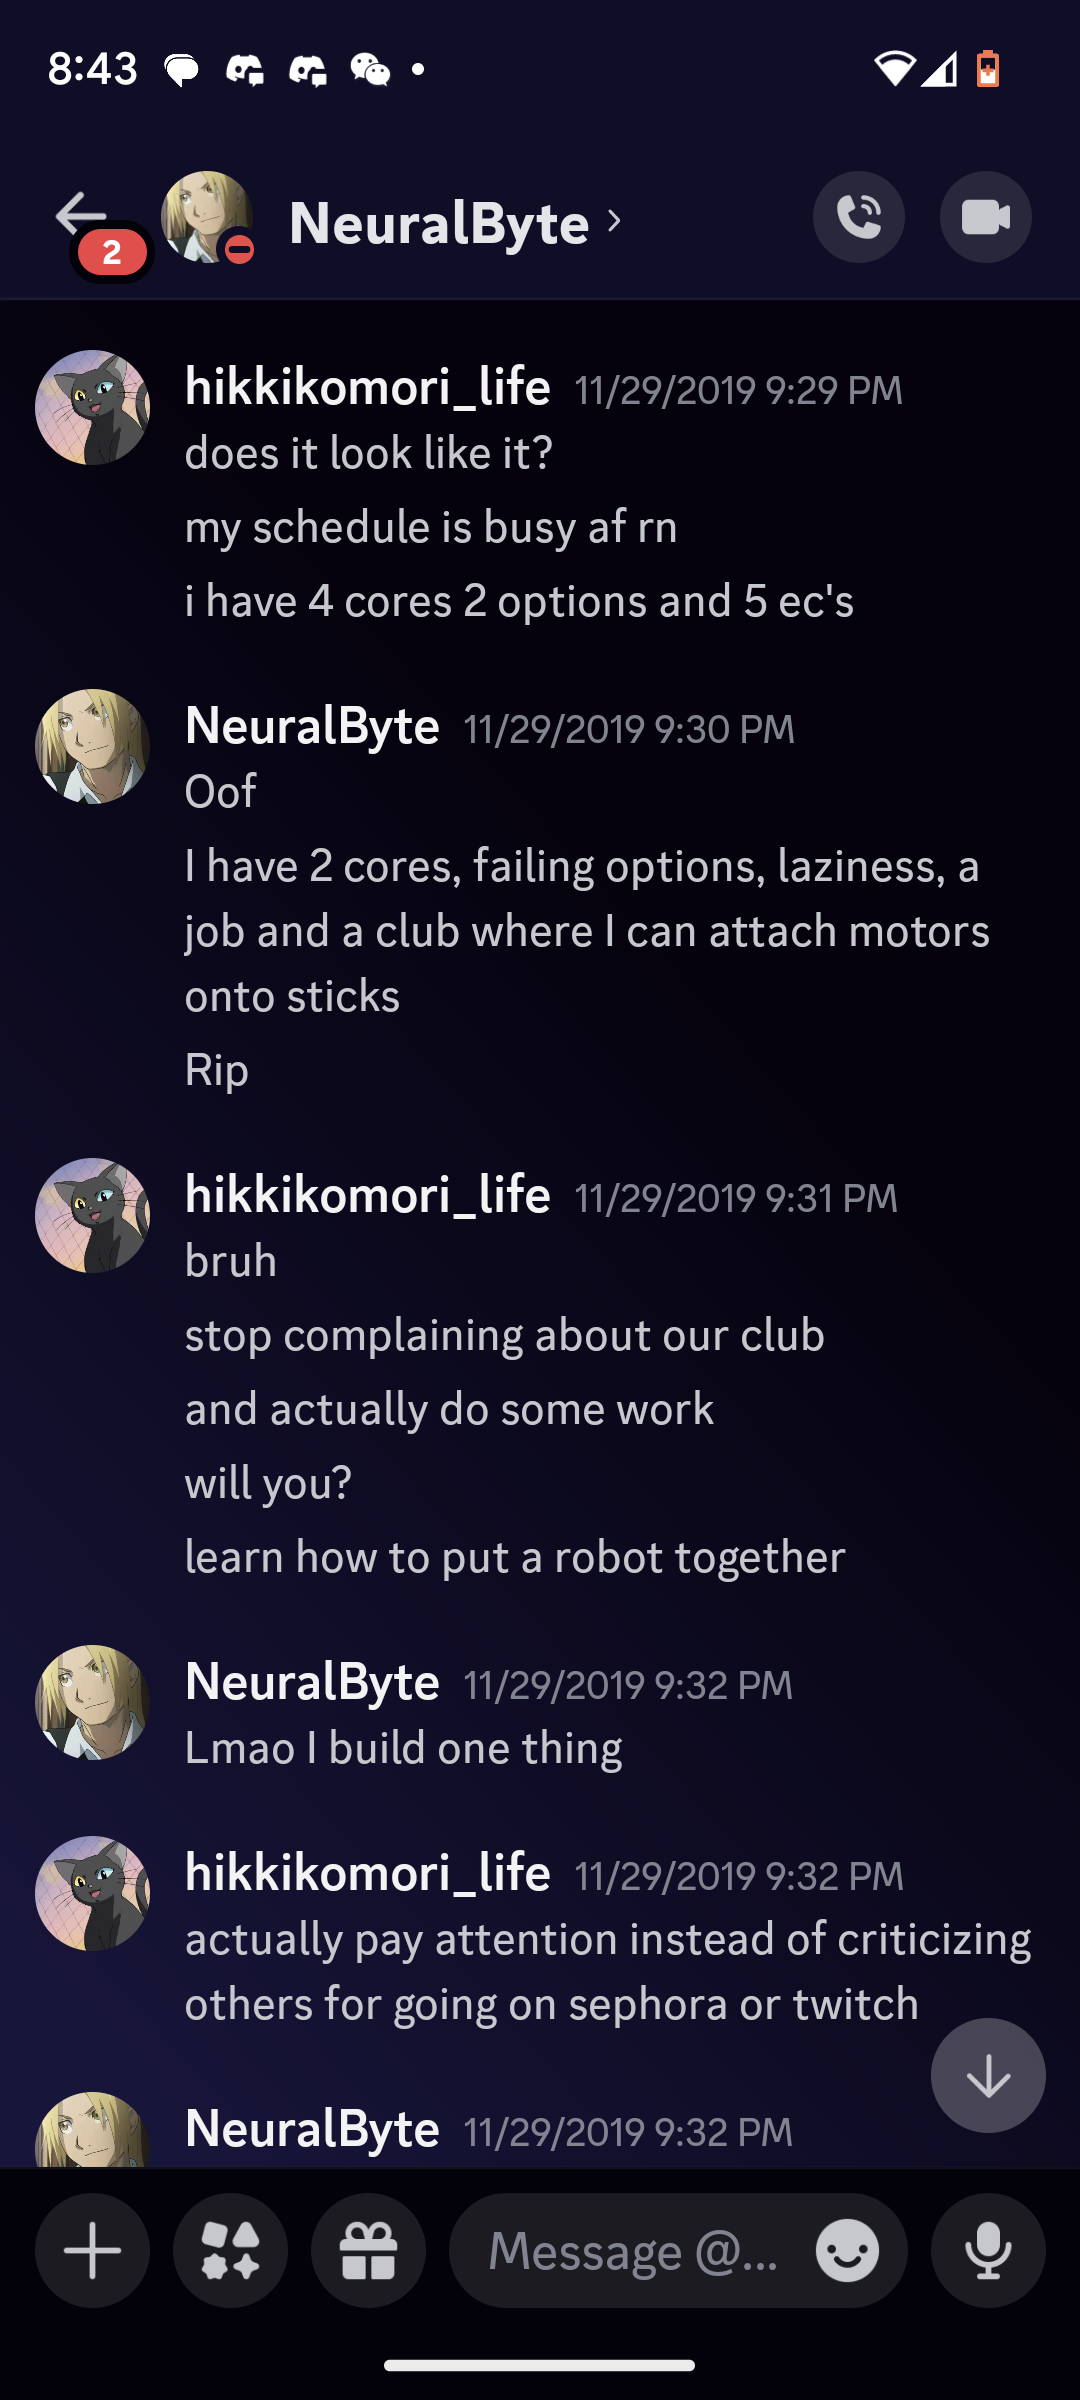 8:43
2
NeuralByte
hikkikomori_life 11/29/2019 9:29 PM
does it look like it?
my schedule is busy af rn
i have 4 cores 2 options and 5 ec's
NeuralByte 11/29/2019 9:30 PM
Oof
I have 2 cores, failing options, laziness, a
job and a club where I can attach motors
onto sticks
Rip
hikkikomori_life 11/29/2019 9:31 PM
bruh
stop complaining about our club
and actually do some work
will you?
learn how to put a robot together
NeuralByte 11/29/2019 9:32 PM
Lmao I build one thing
hikkikomori_life 11/29/2019 9:32 PM
actually pay attention instead of criticizing
others for going on sephora or twitch
NeuralByte 11/29/2019 9:32 PM
Message @...